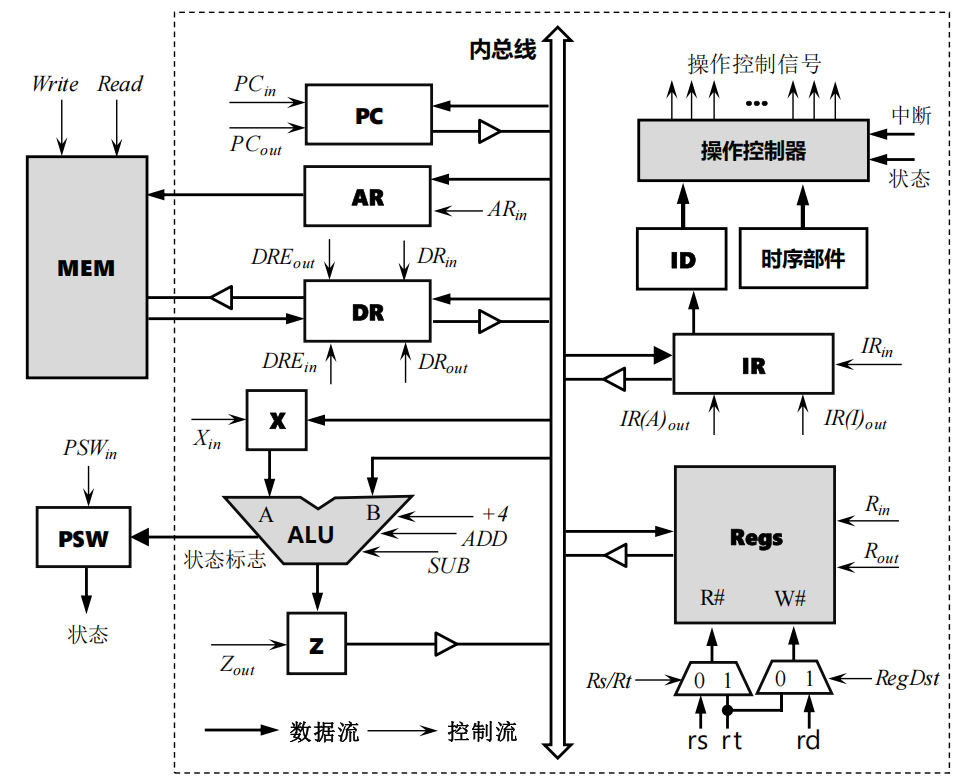 内总线
操作控制信号
Write
Read
PCin
PC
PCout
•••
操作控制器
中断
状态
AR
ARin
MEM
DREout
DRin
ID
时序部件
DR
DREin
DRout
IR
IRin
IR(A)out
IR(I)out
X
Xin
PSWin
A
B
ALU
+4
ADD
SUB
PSW
状态标志
状态
Regs
Rin
Rout
R#
W#
Z
Zout
Rs/Rt
0 1
0 1
RegDst
rs
rt
rd
数据流
控制流